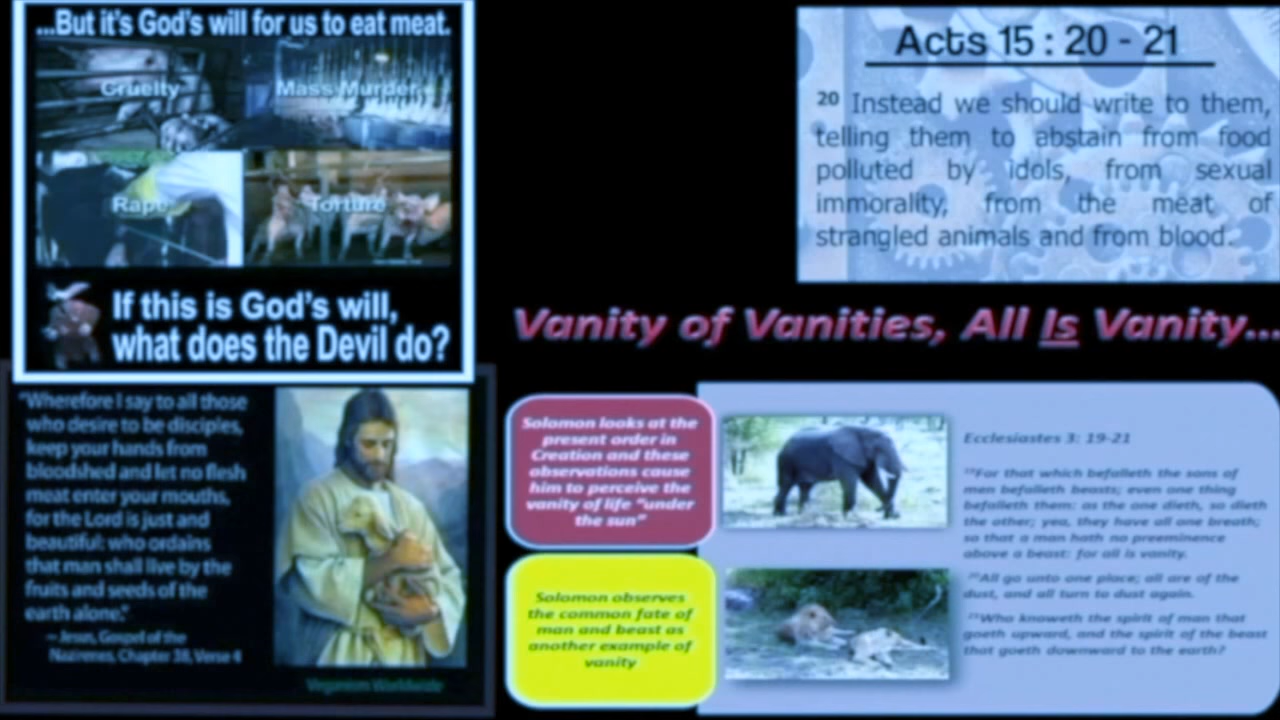 ...But it's God's will for us to eat meat.
Cruelty
Mass Murder
Rape
Torture
If this is God's will,
what does the Devil do?
"Wherefore I say to all those
who desire to be disciples,
keep your hands from
bloodshed and let no flesh
meat enter your mouths,
for the Lord is just and
beautiful: who ordains
that man shall live by the
fruits and seeds of the
earth alone."
~ Jesus, Gospel of the
Nazirenes, Chapter 38, Verse 4
Veganism Worldwide
Acts 15 : 20 - 21
20 Instead we should write to them,
telling them to abstain from food
polluted by idols, from sexual
immorality, from the meat of
strangled animals and from blood.
Vanity of Vanities, All Is Vanity...
Solomon looks at the
present order in
Creation and these
observations cause
him to perceive the
vanity of life "under
the sun"
Solomon observes
the common fate of
man and beast as
another example of
vanity
Ecclesiastes 3: 19-21
19For that which befalleth the sons of
men befalleth beasts; even one thing
befalleth them: as the one dieth, so dieth
the other; yea, they have all one breath;
so that a man hath no preeminence
above a beast: for all is vanity.
20All go unto one place; all are of the
dust, and all turn to dust again.
21Who knoweth the spirit of man that
goeth upward, and the spirit of the beast
that goeth downward to the earth?